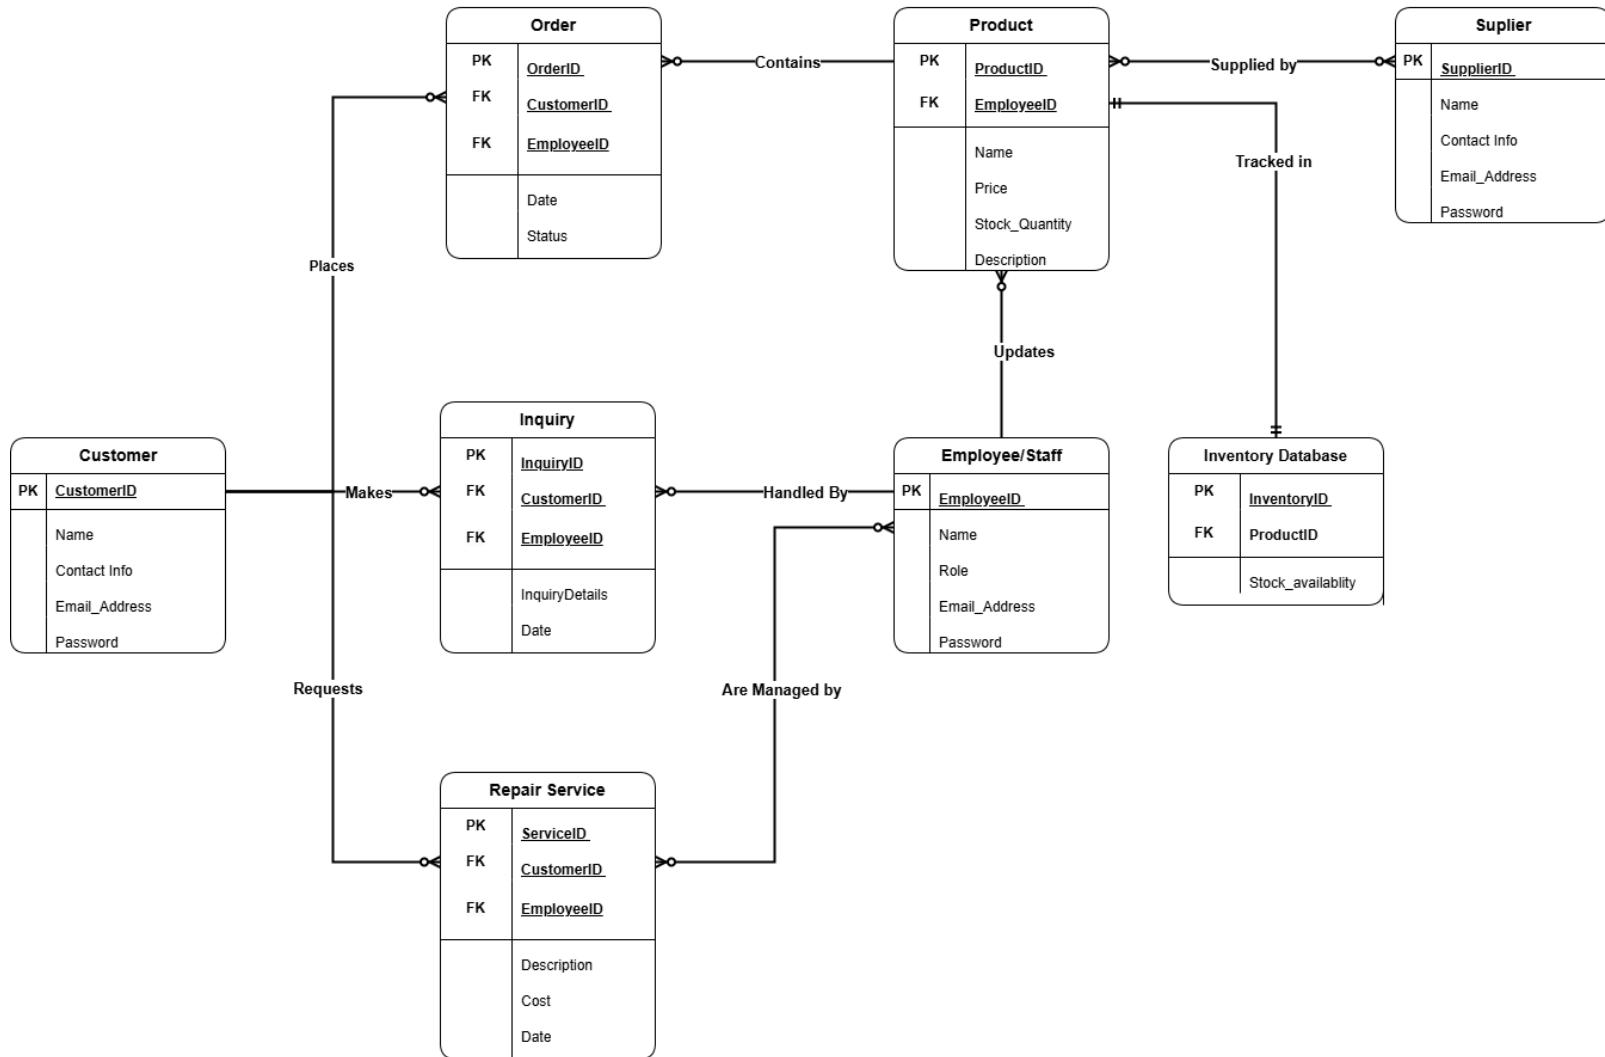 Order
PK OrderID
FK CustomerID
FK EmployeeID
Date
Status
Contains
Product
PK ProductID
FK EmployeeID
Name
Price
Stock_Quantity
Description
Supplied by
Suplier
PK SupplierID
Name
Contact Info
Email_Address
Password
Tracked in
Places
Updates
Customer
PK CustomerID
Name
Contact Info
Email_Address
Password
Makes
Inquiry
PK InquiryID
FK CustomerID
FK EmployeeID
InquiryDetails
Date
Handled By
Employee/Staff
PK EmployeeID
Name
Role
Email_Address
Password
Inventory Database
PK InventoryID
FK ProductID
Stock_availablity
Requests
Are Managed by
Repair Service
PK ServiceID
FK CustomerID
FK EmployeeID
Description
Cost
Date